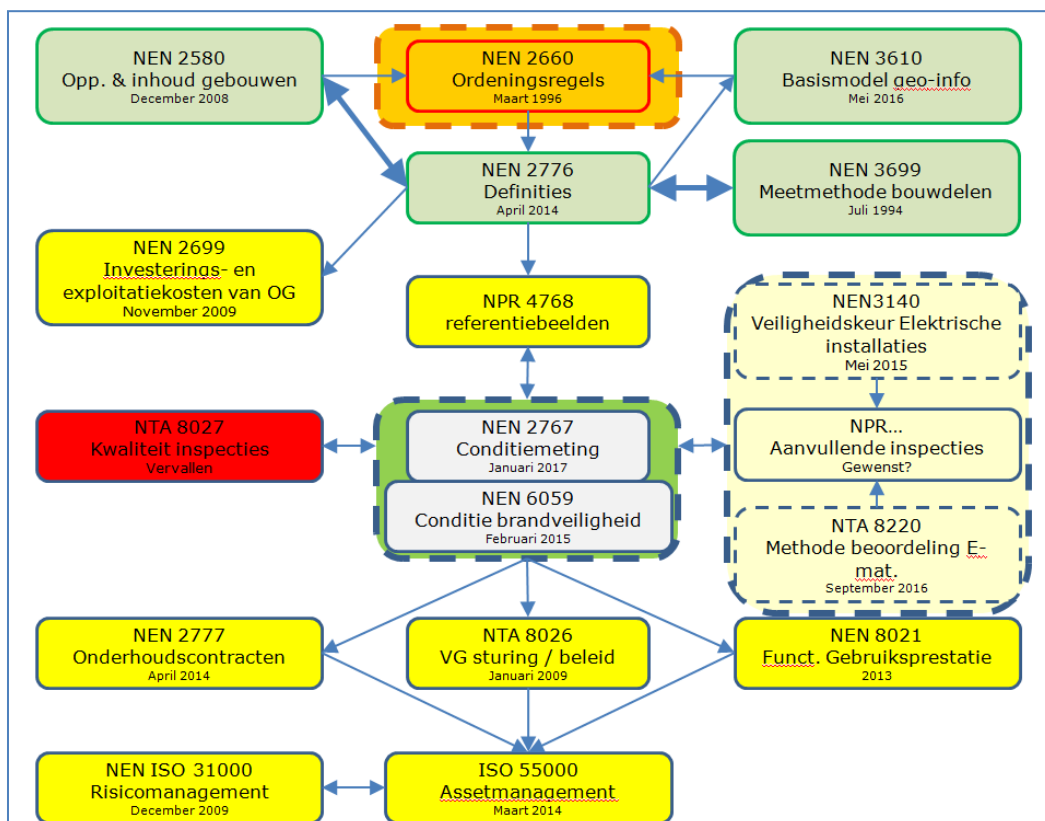 NEN 2580
Opp. & inhoud gebouwen
December 2008
NEN 2660
Ordeningsregels
Maart 1996
NEN 3610
Basismodel geo-info
Mei 2016
NEN 2776
Definities
April 2014
NEN 3699
Meetmethode bouwdelen
Juli 1994
NEN 2699
Investerings- en
exploitatiekosten van OG
November 2009
NPR 4768
referentiebeelden
NEN3140
Veiligheidskeur Elektrische
installaties
Mei 2015
NTA 8027
Kwaliteit inspecties
Vervallen
NEN 2767
Conditiemeting
Januari 2017
NPR...
Aanvullende inspecties
Gewenst?
NEN 6059
Conditie brandveiligheid
Februari 2015
NTA 8220
Methode beoordeling E-
mat.
September 2016
NEN 2777
Onderhoudscontracten
April 2014
NTA 8026
VG sturing / beleid
Januari 2009
NEN 8021
Funct. Gebruiksprestatie
2013
NEN ISO 31000
Risicomanagement
December 2009
ISO 55000
Assetmanagement
Maart 2014